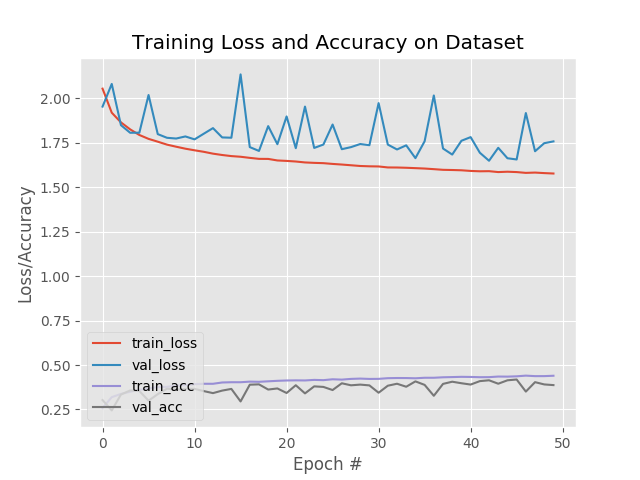 Training Loss and Accuracy on Dataset
Loss/Accuracy
2.00
1.75
1.50
1.25
1.00
0.75
0.50
0.25
train_loss
val_loss
train_acc
val_acc
0 10 20 30 40 50
Epoch #